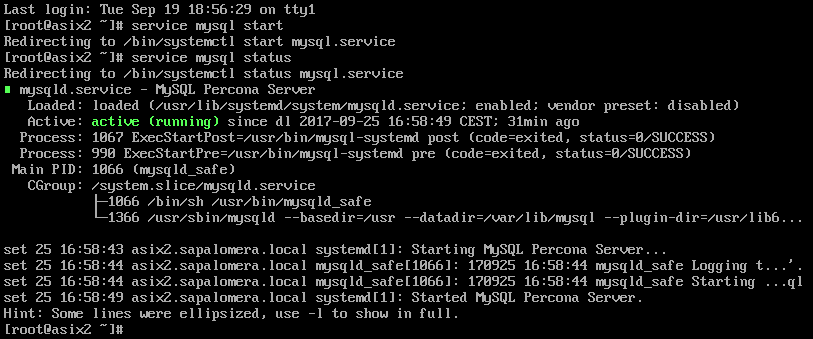 Last login: Tue Sep 19 18:56:29 on tty1
[root@asix2 ~]# service mysql start
Redirecting to /bin/systemctl start mysql.service
[root@asix2 ~]# service mysql status
Redirecting to /bin/systemctl status mysql.service
mysqld.service - MySQL Percona Server
Loaded: loaded (/usr/lib/systemd/system/mysqld.service; enabled; vendor preset: disabled)
Active: active (running) since dl 2017-09-25 16:58:49 CEST; 31min ago
Process: 1067 ExecStartPost=/usr/bin/mysql-systemd post (code=exited, status=0/SUCCESS)
Process: 990 ExecStartPre=/usr/bin/mysql-systemd pre (code=exited, status=0/SUCCESS)
Main PID: 1066 (mysqld_safe)
CGroup: /system.slice/mysqld.service
├─1066 /bin/sh /usr/bin/mysqld_safe
└─1366 /usr/sbin/mysqld --basedir=/usr --datadir=/var/lib/mysql --plugin-dir=/usr/lib6...
set 25 16:58:43 asix2.sapalomera.local systemd[1]: Starting MySQL Percona Server...
set 25 16:58:44 asix2.sapalomera.local mysqld_safe[1066]: 170925 16:58:44 mysqld_safe Logging t...'.
set 25 16:58:44 asix2.sapalomera.local mysqld_safe[1066]: 170925 16:58:44 mysqld_safe Starting ...ql
set 25 16:58:49 asix2.sapalomera.local systemd[1]: Started MySQL Percona Server.
Hint: Some lines were ellipsized, use -l to show in full.
[root@asix2 ~]#